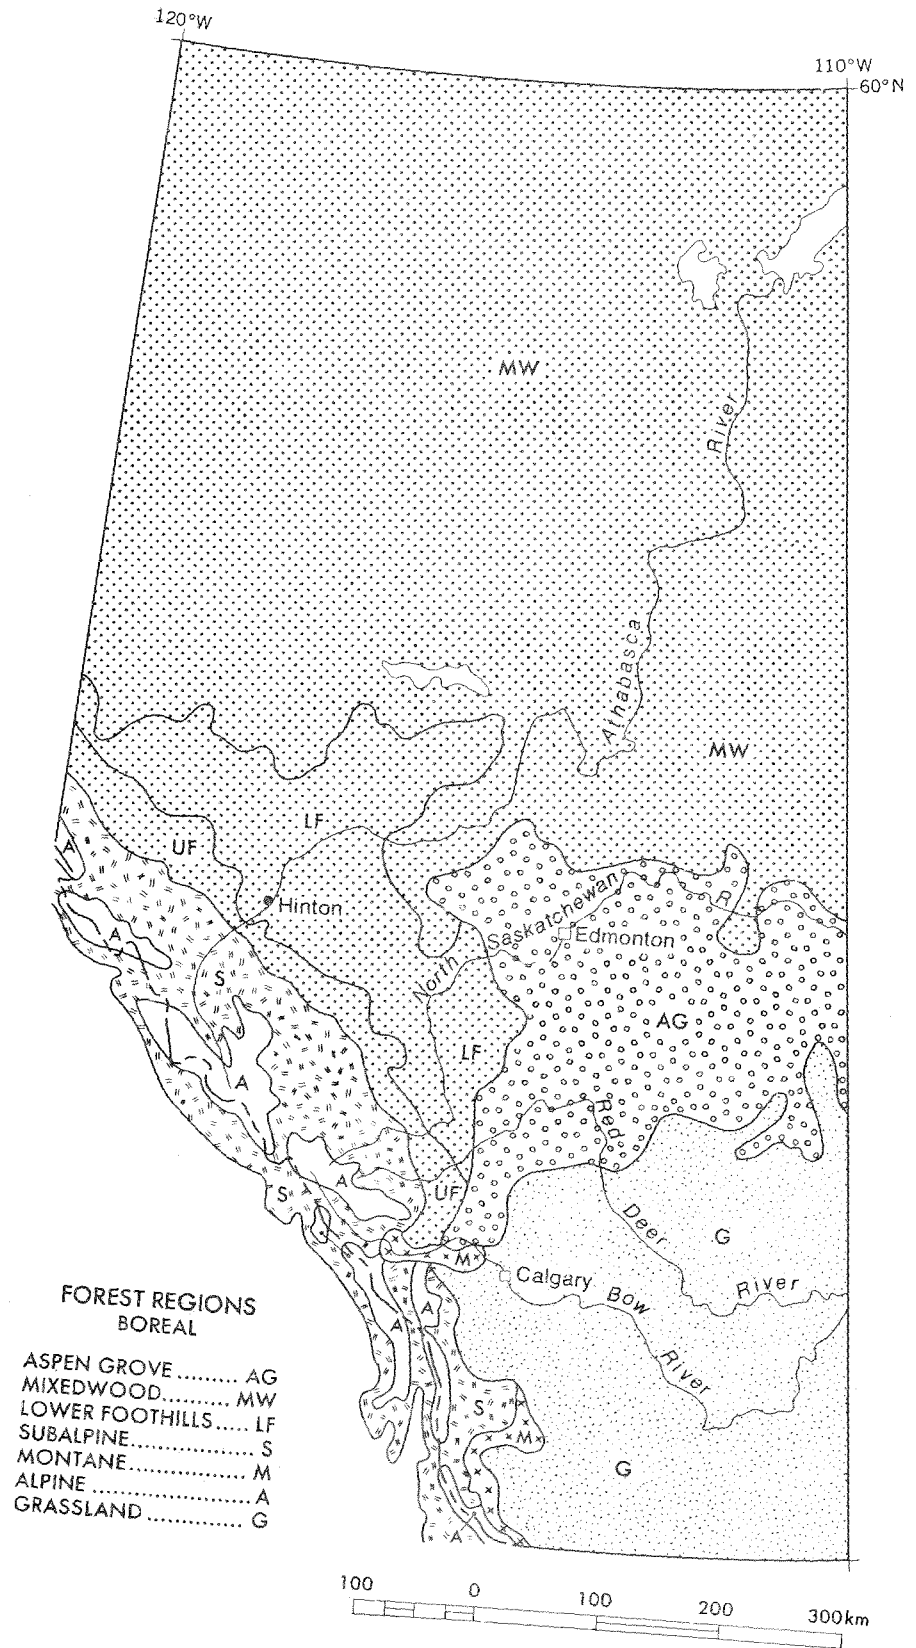 120°W
110°W
60°N
MW
River
Athabasca
MW
LF
UF
A
Hinton
A
S
North
Saskatchewan
R.
Edmonton
AG
LF
A
Red
A
S
UF
Deer
G
River
M
Calgary
Bow
River
A
A
S
M
G
A
FOREST REGIONS
BOREAL
ASPEN GROVE ......... AG
MIXEDWOOD.......... MW
LOWER FOOTHILLS..... LF
SUBALPINE................ S
MONTANE................ M
ALPINE ...................... A
GRASSLAND ............. G
100 0 100 200 300km